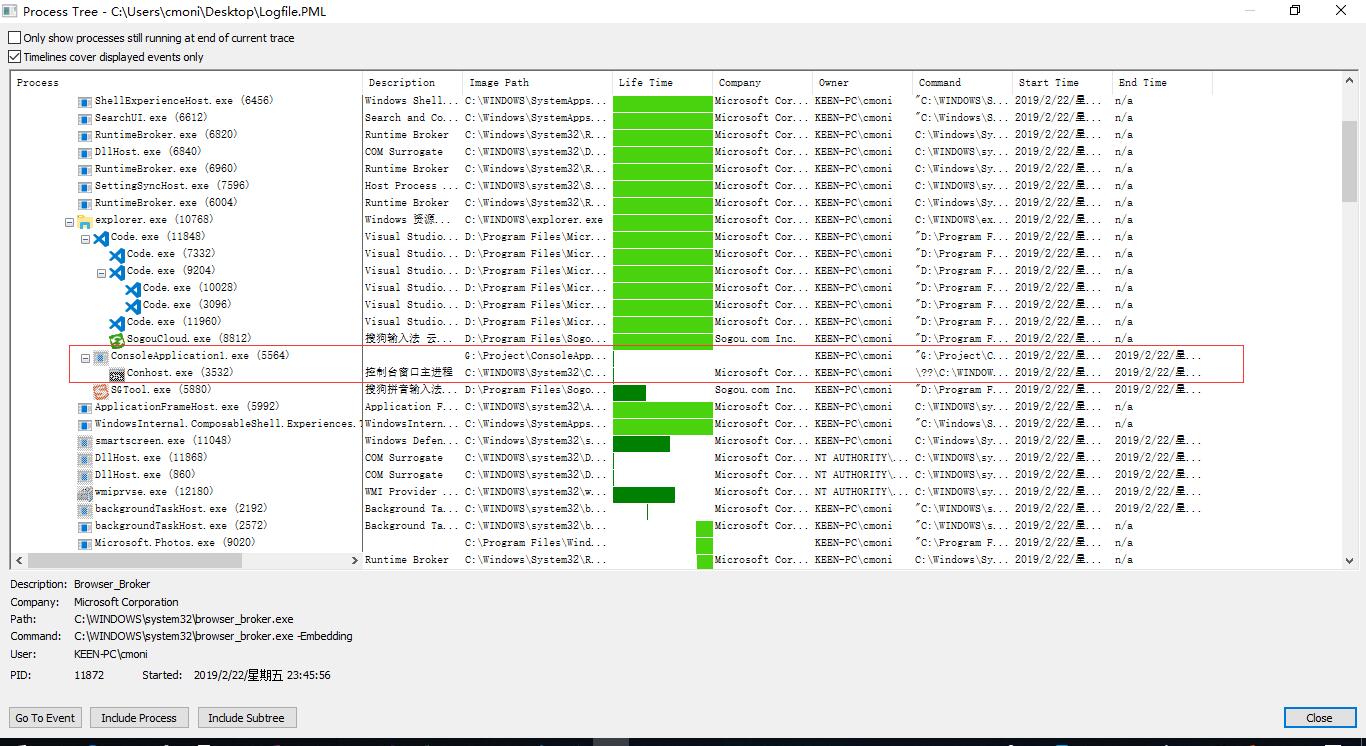 Process Tree - C:\Users\cmoni\Desktop\Logfile.PML
Only show processes still running at end of current trace
Timelines cover displayed events only
Process Description Image Path Life Time Company Owner Command Start Time End Time
ShellExperienceHost.exe (6456) Windows Shell... C:\WINDOWS\SystemApps... Microsoft Cor... KEEN-PC\cmoni "C:\WINDOWS\S... 2019/2/22/星... n/a
SearchUI.exe (6612) Search and Co... C:\Windows\SystemApps... Microsoft Cor... KEEN-PC\cmoni "C:\Windows\S... 2019/2/22/星... n/a
RuntimeBroker.exe (6820) Runtime Broker C:\Windows\System32\R... Microsoft Cor... KEEN-PC\cmoni C:\Windows\Sy... 2019/2/22/星... n/a
DllHost.exe (6840) COM Surrogate C:\WINDOWS\system32\D... Microsoft Cor... KEEN-PC\cmoni C:\WINDOWS\sy... 2019/2/22/星... n/a
RuntimeBroker.exe (6960) Runtime Broker C:\Windows\System32\R... Microsoft Cor... KEEN-PC\cmoni C:\Windows\Sy... 2019/2/22/星... n/a
SettingSyncHost.exe (7596) Host Process ... C:\WINDOWS\system32\S... Microsoft Cor... KEEN-PC\cmoni C:\WINDOWS\sy... 2019/2/22/星... n/a
RuntimeBroker.exe (6004) Runtime Broker C:\Windows\System32\R... Microsoft Cor... KEEN-PC\cmoni C:\Windows\Sy... 2019/2/22/星... n/a
explorer.exe (10768) Windows 资源... C:\WINDOWS\explorer.exe Microsoft Cor... KEEN-PC\cmoni C:\WINDOWS\ex... 2019/2/22/星... n/a
Code.exe (11848) Visual Studio... D:\Program Files\Micr... Microsoft Cor... KEEN-PC\cmoni "D:\Program F... 2019/2/22/星... n/a
Code.exe (7332) Visual Studio... D:\Program Files\Micr... Microsoft Cor... KEEN-PC\cmoni "D:\Program F... 2019/2/22/星... n/a
Code.exe (9204) Visual Studio... D:\Program Files\Micr... Microsoft Cor... KEEN-PC\cmoni "D:\Program F... 2019/2/22/星... n/a
Code.exe (10028) Visual Studio... D:\Program Files\Micr... Microsoft Cor... KEEN-PC\cmoni "D:\Program F... 2019/2/22/星... n/a
Code.exe (3096) Visual Studio... D:\Program Files\Micr... Microsoft Cor... KEEN-PC\cmoni "D:\Program F... 2019/2/22/星... n/a
Code.exe (11960) Visual Studio... D:\Program Files\Micr... Microsoft Cor... KEEN-PC\cmoni "D:\Program F... 2019/2/22/星... n/a
SogouCloud.exe (8812) 搜狗输入法 云... D:\Program Files\Sogo... Sogou.com Inc. KEEN-PC\cmoni "D:\Program F... 2019/2/22/星... n/a
ConsoleApplication1.exe (5564) G:\Project\ConsoleApp... KEEN-PC\cmoni "G:\Project\C... 2019/2/22/星... 2019/2/22/星...
Conhost.exe (3532) 控制台窗口主进程 C:\WINDOWS\System32\C... Microsoft Cor... KEEN-PC\cmoni \??\C:\WINDOW... 2019/2/22/星... 2019/2/22/星...
SGTool.exe (5880) 搜狗拼音输入法... D:\Program Files\Sogo... Sogou.com Inc. KEEN-PC\cmoni "D:\Program F... 2019/2/22/星... 2019/2/22/星...
ApplicationFrameHost.exe (5992) Application F... C:\WINDOWS\system32\A... Microsoft Cor... KEEN-PC\cmoni C:\WINDOWS\sy... 2019/2/22/星... n/a
WindowsInternal.ComposableShell.Experiences. WindowsIntern... C:\WINDOWS\SystemApps... Microsoft Cor... KEEN-PC\cmoni "C:\Windows\S... 2019/2/22/星... n/a
smartscreen.exe (11048) Windows Defen... C:\Windows\System32\s... Microsoft Cor... KEEN-PC\cmoni C:\Windows\Sy... 2019/2/22/星... 2019/2/22/星...
DllHost.exe (11868) COM Surrogate C:\WINDOWS\system32\D... Microsoft Cor... NT AUTHORITY\... C:\WINDOWS\sy... 2019/2/22/星... 2019/2/22/星...
DllHost.exe (860) COM Surrogate C:\WINDOWS\system32\D... Microsoft Cor... NT AUTHORITY\... C:\WINDOWS\sy... 2019/2/22/星... 2019/2/22/星...
wmiprvse.exe (12180) WMI Provider ... C:\WINDOWS\system32\w... Microsoft Cor... NT AUTHORITY\... C:\WINDOWS\sy... 2019/2/22/星... 2019/2/22/星...
backgroundTaskHost.exe (2192) Background Ta... C:\WINDOWS\system32\b... Microsoft Cor... KEEN-PC\cmoni "C:\WINDOWS\s... 2019/2/22/星... 2019/2/22/星...
backgroundTaskHost.exe (2572) Background Ta... C:\WINDOWS\system32\b... Microsoft Cor... KEEN-PC\cmoni "C:\WINDOWS\s... 2019/2/22/星... n/a
Microsoft.Photos.exe (9020) C:\Program Files\Wind... KEEN-PC\cmoni "C:\Program F... 2019/2/22/星... n/a
Runtime Broker C:\Windows\System32\R... Microsoft Cor... KEEN-PC\cmoni C:\Windows\Sy... 2019/2/22/星... n/a
Description: Browser_Broker
Company: Microsoft Corporation
Path: C:\WINDOWS\system32\browser_broker.exe
Command: C:\WINDOWS\system32\browser_broker.exe -Embedding
User: KEEN-PC\cmoni
PID: 11872 Started: 2019/2/22/星期五 23:45:56
Go To Event Include Process Include Subtree Close